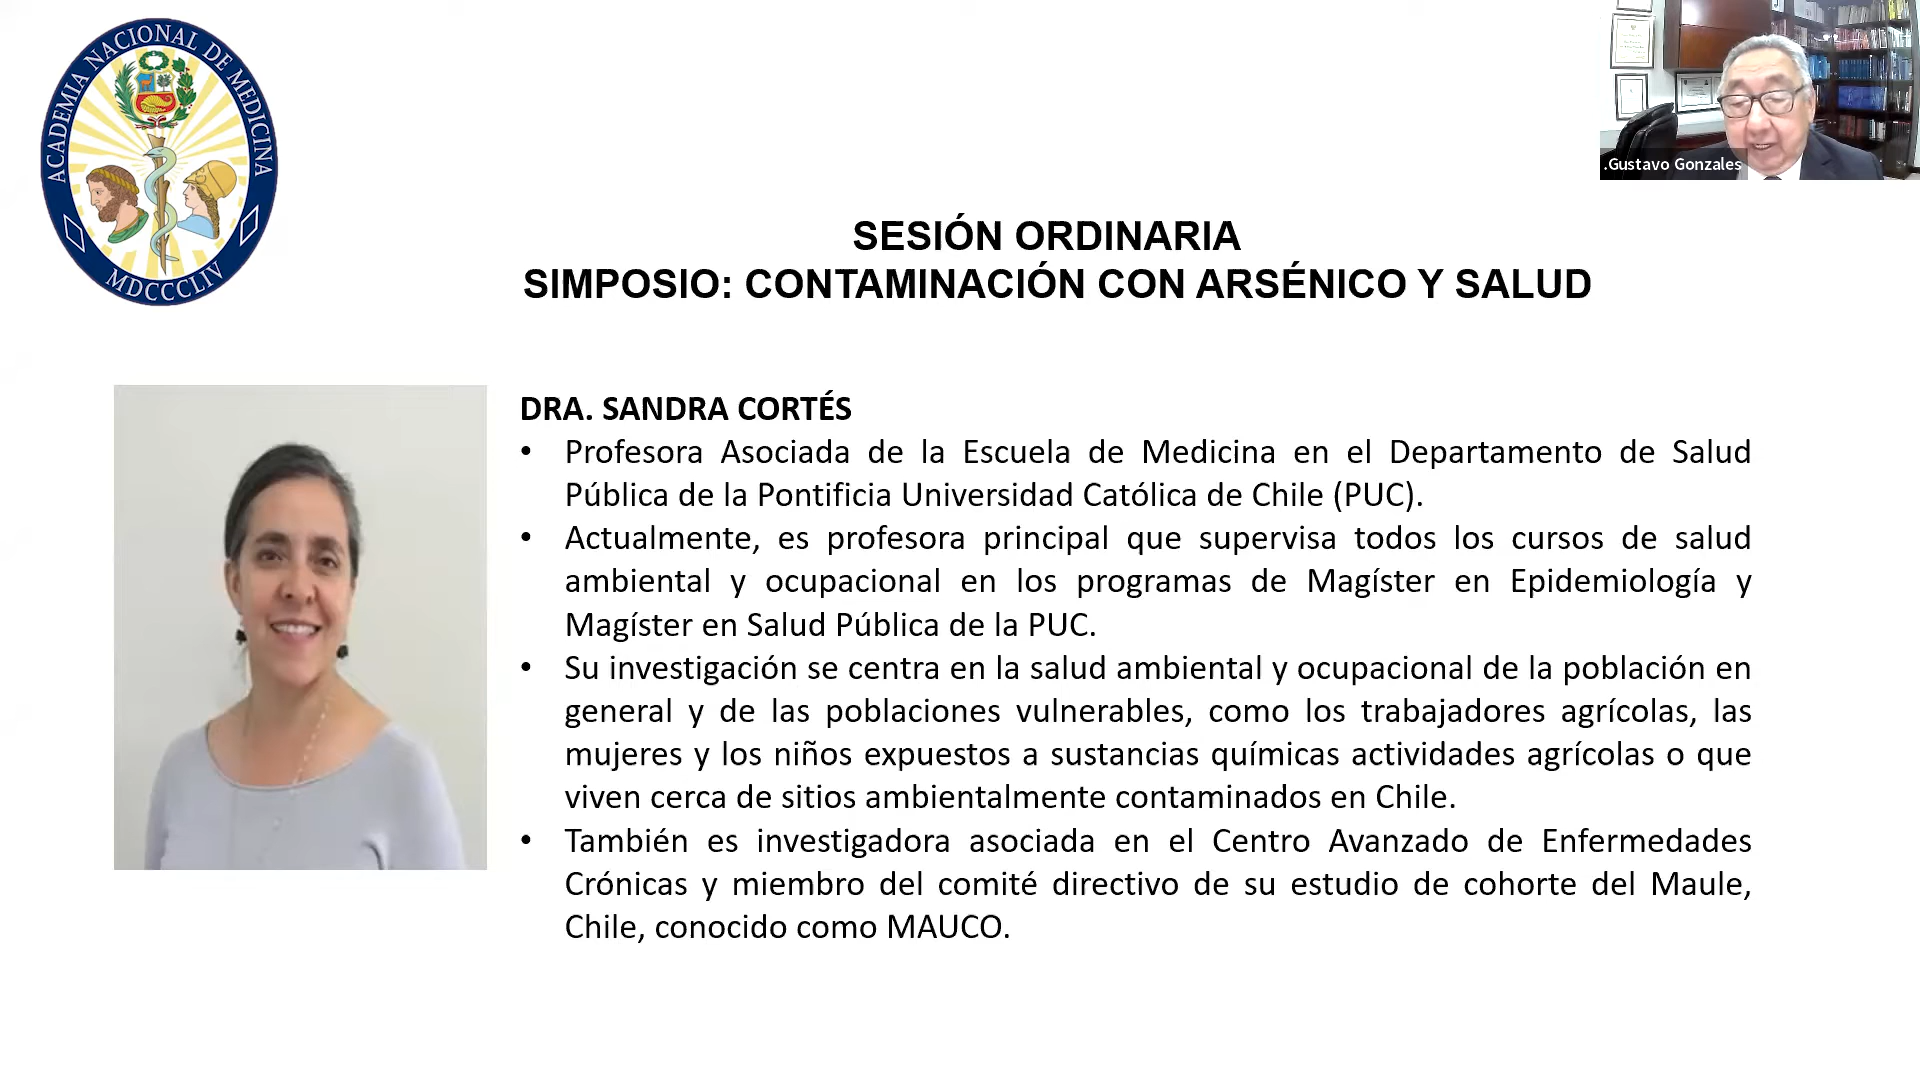 ACADEMIA NACIONAL DE MEDICINA
MDCCCLIV
.Gustavo Gonzales
SESIÓN ORDINARIA
SIMPOSIO: CONTAMINACIÓN CON ARSÉNICO Y SALUD
DRA. SANDRA CORTÉS
• Profesora Asociada de la Escuela de Medicina en el Departamento de Salud
Pública de la Pontificia Universidad Católica de Chile (PUC).
• Actualmente, es profesora principal que supervisa todos los cursos de salud
ambiental y ocupacional en los programas de Magíster en Epidemiología y
Magíster en Salud Pública de la PUC.
• Su investigación se centra en la salud ambiental y ocupacional de la población en
general y de las poblaciones vulnerables, como los trabajadores agrícolas, las
mujeres y los niños expuestos a sustancias químicas actividades agrícolas o que
viven cerca de sitios ambientalmente contaminados en Chile.
• También es investigadora asociada en el Centro Avanzado de Enfermedades
Crónicas y miembro del comité directivo de su estudio de cohorte del Maule,
Chile, conocido como MAUCO.